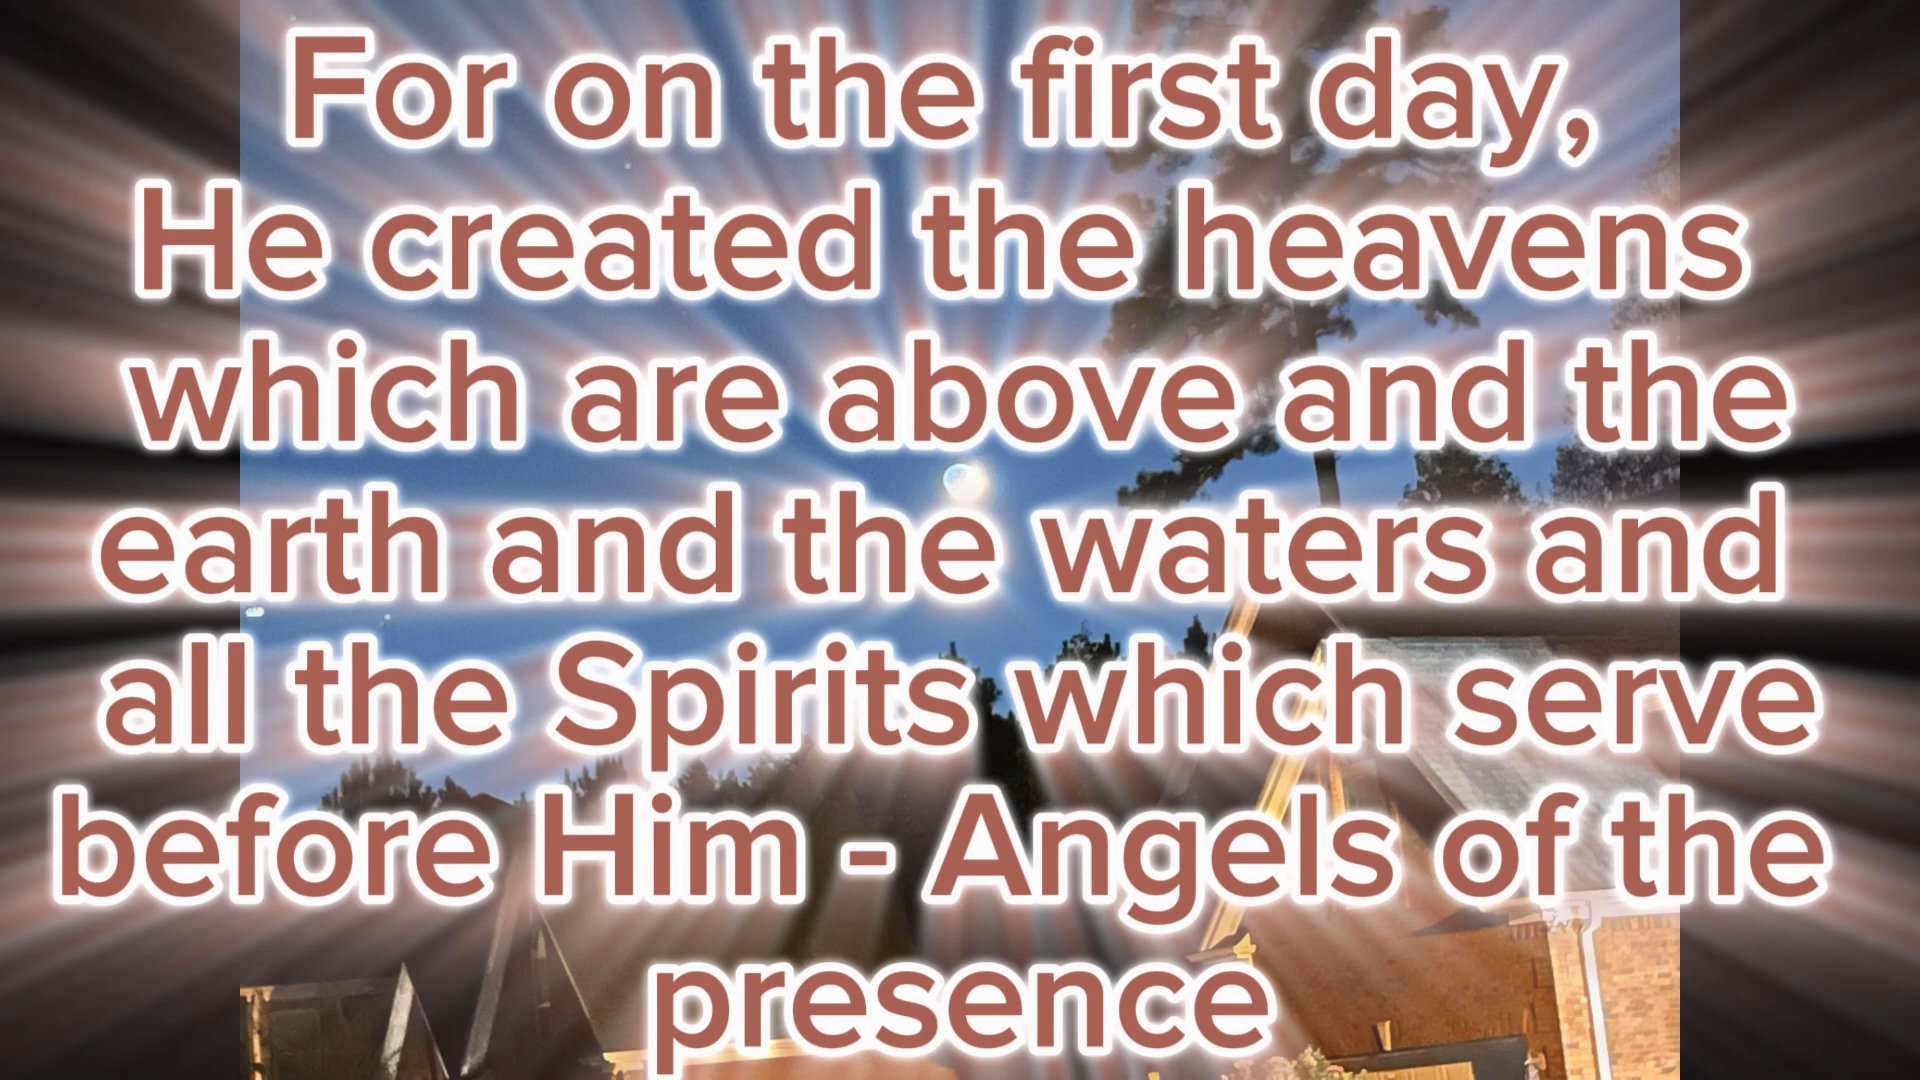 For on the first day,
He created the heavens
which are above and the
earth and the waters and
all the Spirits which serve
before Him - Angels of the
presence